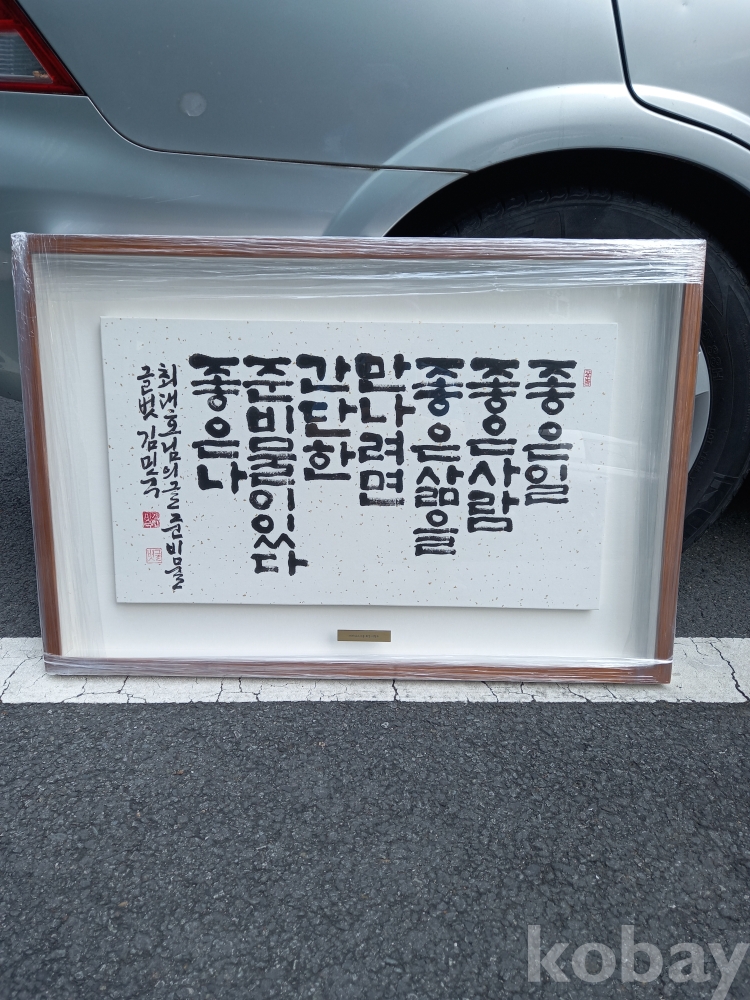 좋은일
좋은사람
좋은삶을
만나려면
간단한
준비물이있다
좋은나
최대호님의글 준비물
글벗 김민수
kobay